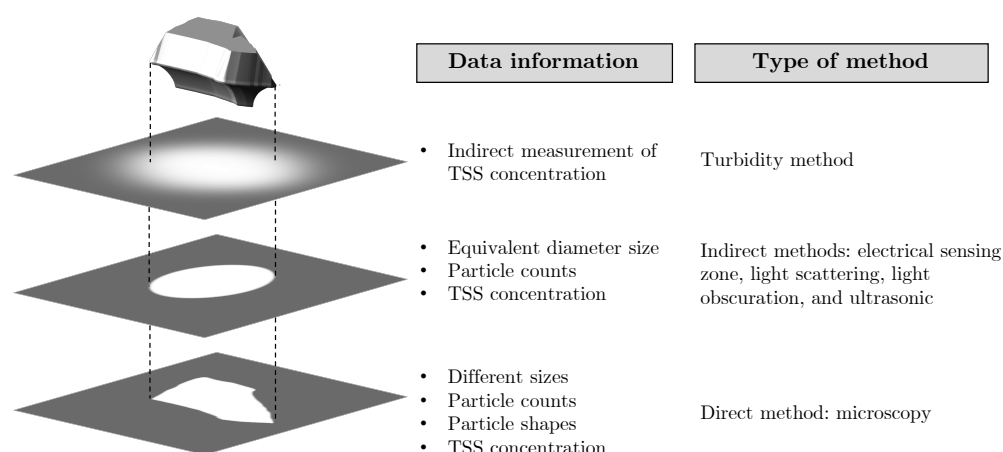 Data information
Type of method
• Indirect measurement of
TSS concentration
Turbidity method
• Equivalent diameter size
• Particle counts
• TSS concentration
Indirect methods: electrical sensing
zone, light scattering, light
obscuration, and ultrasonic
• Different sizes
• Particle counts
• Particle shapes
• TSS concentration
Direct method: microscopy